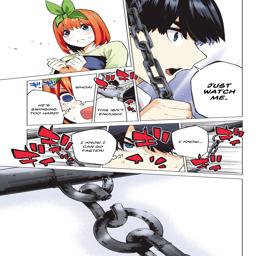 JUST
WATCH
ME.
WHOA!
HE'S
SWINGING
TOO HARD!
THIS ISN'T
ENOUGH!
I KNOW...
I KNOW I
CAN GO
FASTER!